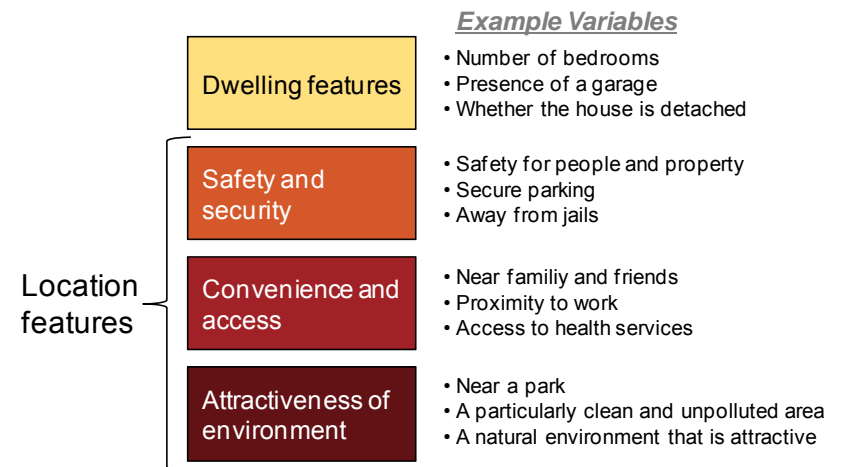 Example Variables
Dwelling features
• Number of bedrooms
• Presence of a garage
• Whether the house is detached
Location
features
Safety and
security
• Safety for people and property
• Secure parking
• Away from jails
Convenience and
access
• Near familiy and friends
• Proximity to work
• Access to health services
Attractiveness of
environment
• Near a park
• A particularly clean and unpolluted area
• A natural environment that is attractive